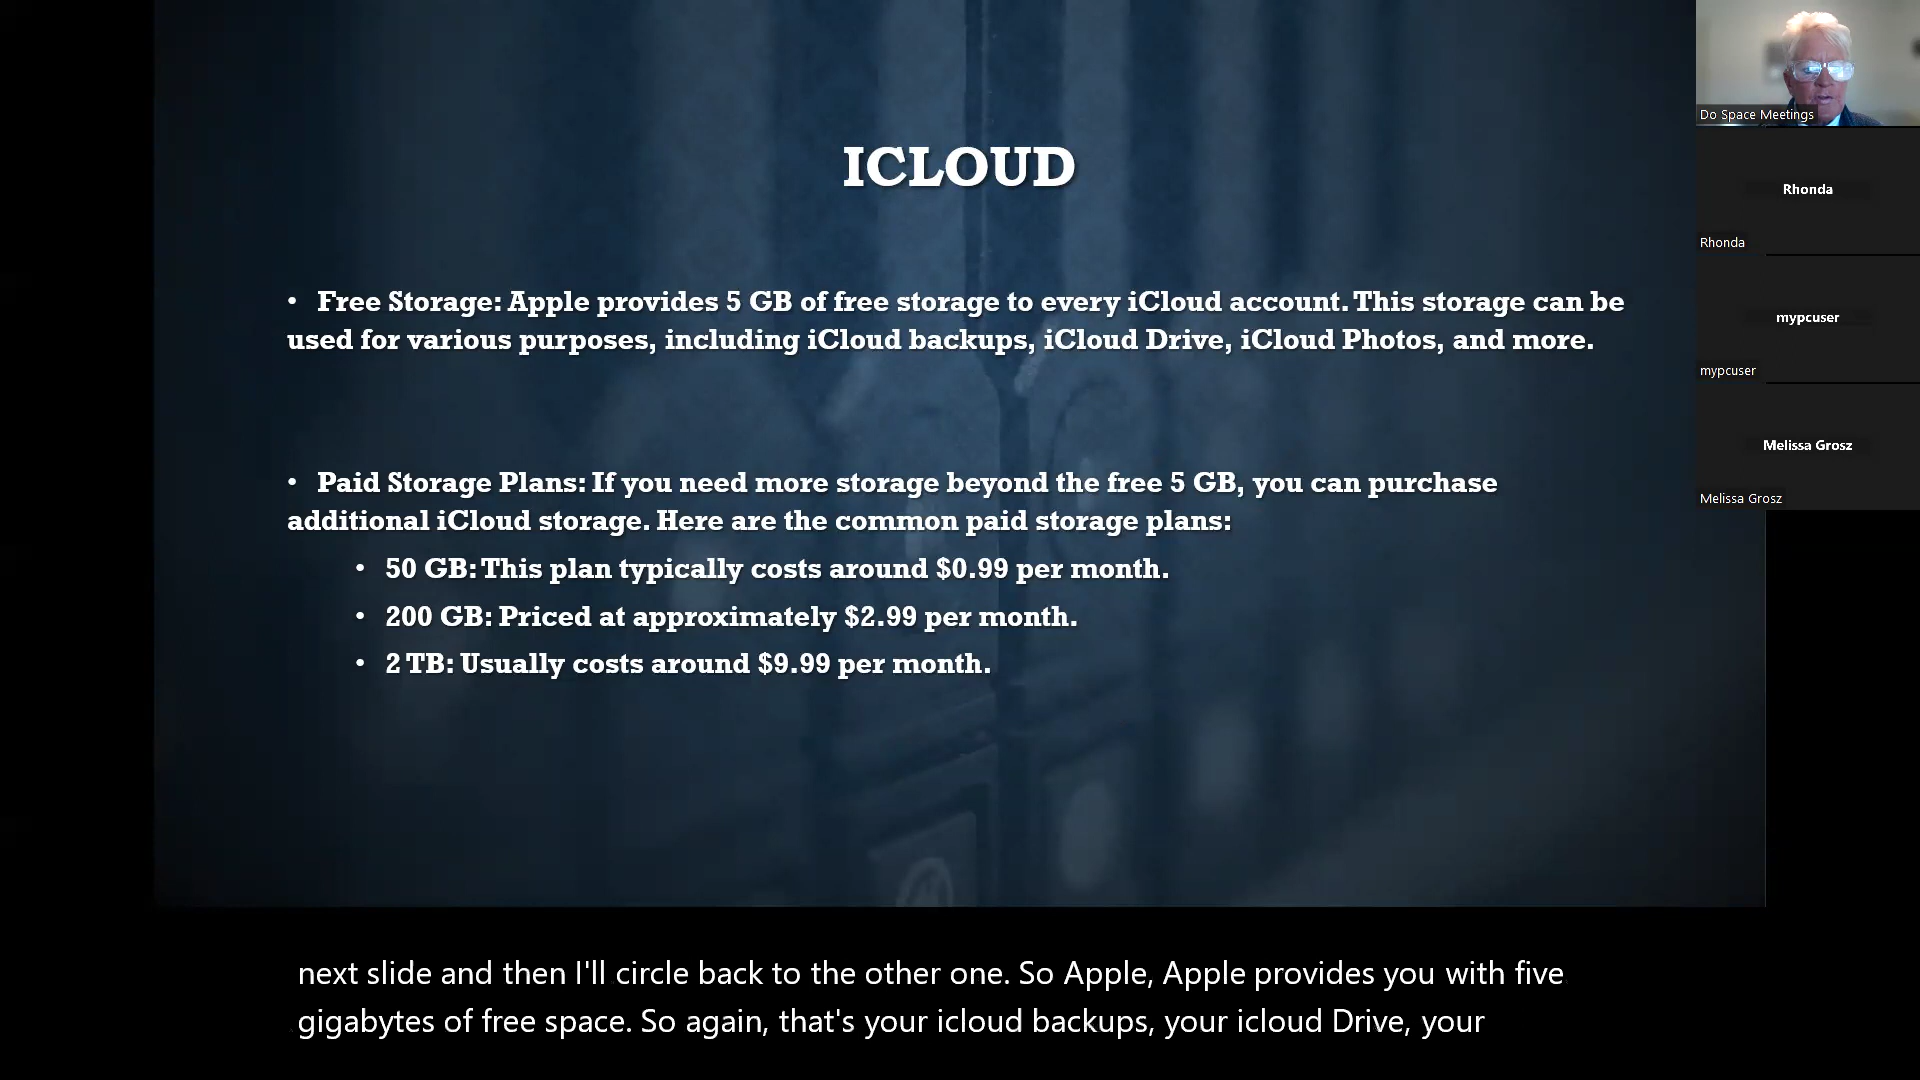 ICLOUD
• Free Storage: Apple provides 5 GB of free storage to every iCloud account. This storage can be
used for various purposes, including iCloud backups, iCloud Drive, iCloud Photos, and more.
• Paid Storage Plans: If you need more storage beyond the free 5 GB, you can purchase
additional iCloud storage. Here are the common paid storage plans:
• 50 GB: This plan typically costs around $0.99 per month.
• 200 GB: Priced at approximately $2.99 per month.
• 2 TB: Usually costs around $9.99 per month.
Do Space Meetings
Rhonda
Rhonda
mypcuser
mypcuser
Melissa Grosz
Melissa Grosz
next slide and then I'll circle back to the other one. So Apple, Apple provides you with five
gigabytes of free space. So again, that's your icloud backups, your icloud Drive, your